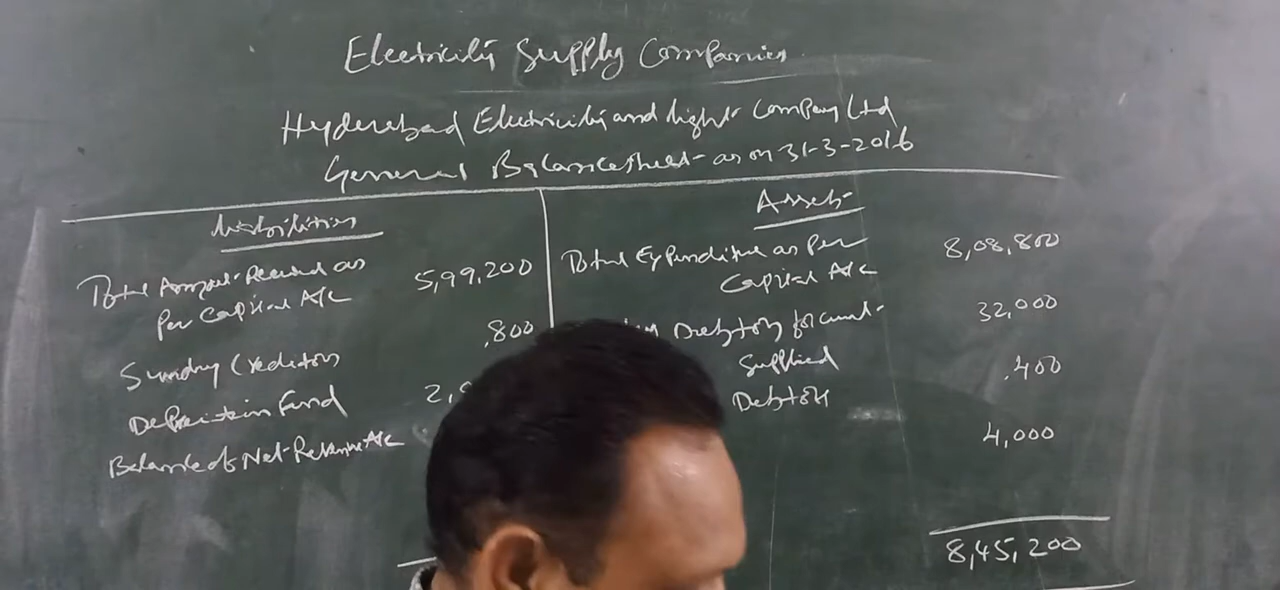 Electricity Supply Companies
Hyderabad Electricity and light Company Ltd
General Balancesheet as on 31-3-2016
Liabilities
Total Amount Received as
per Capital A/c 5,99,200
Sundry Creditors ,800
Depreciation Fund 2,
Balance of Net Revenue A/c
Assets
Total Expenditure as Per 8,08,800
Capital A/c
Debtors for current 32,000
Supplied
Debtors .400
4,000
8,45,200